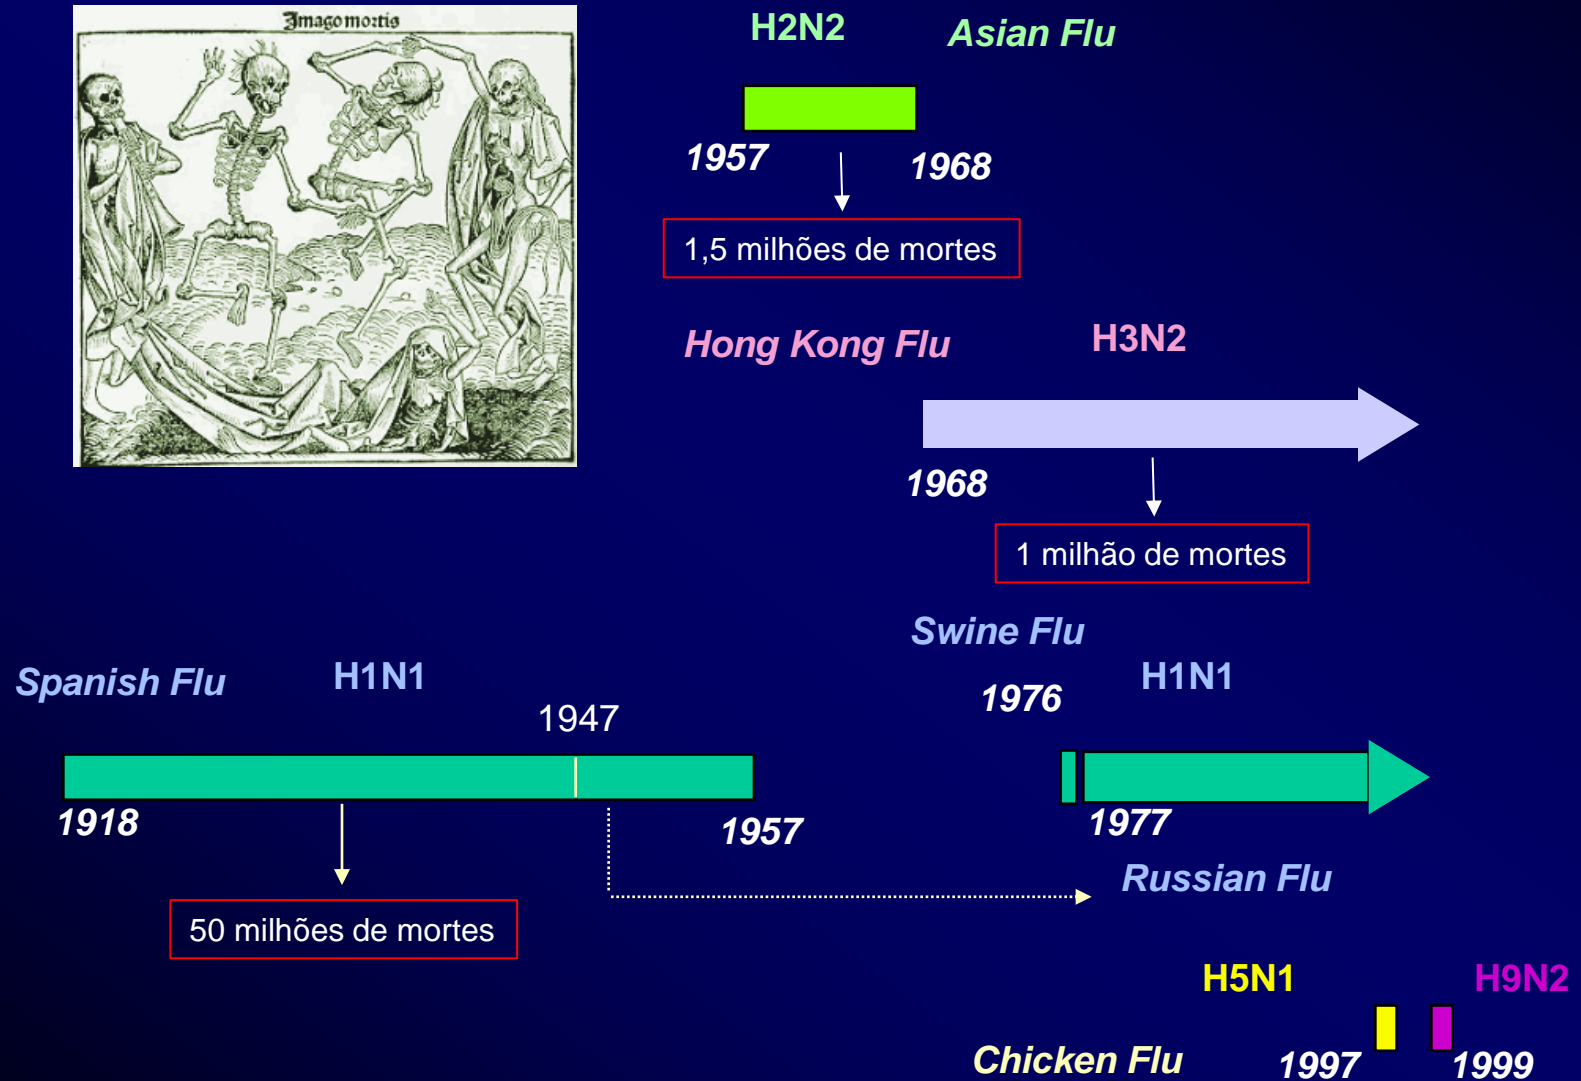 Imago mortis
H2N2 Asian Flu
1957 1968
1,5 milhões de mortes
Hong Kong Flu H3N2
1968
1 milhão de mortes
Swine Flu
Spanish Flu H1N1
1976 H1N1
1947
1918 1957
1977
Russian Flu
50 milhões de mortes
H5N1 H9N2
Chicken Flu 1997 1999